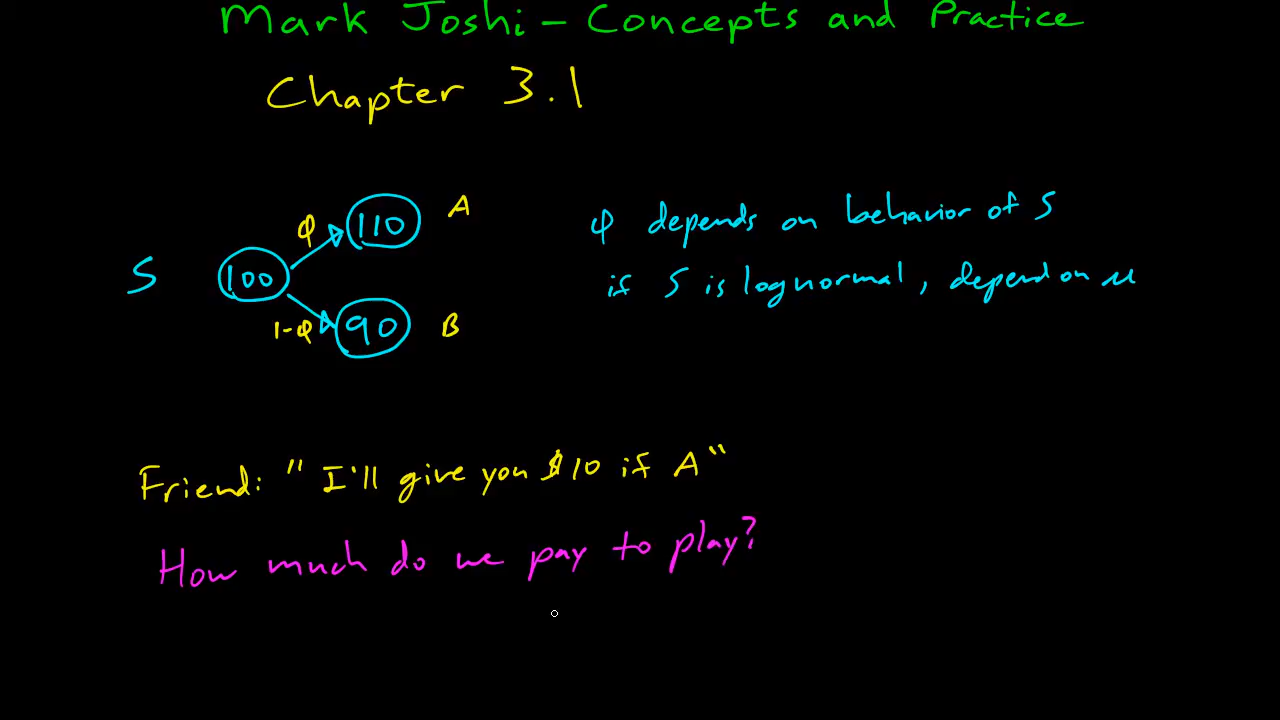 Mark Joshi - Concepts and Practice
Chapter 3.1
φ 110 A
S 100
1-φ 90 B
φ depends on behavior of S
if S is lognormal, depend on μ
Friend: "I'll give you $10 if A"
How much do we pay to play?